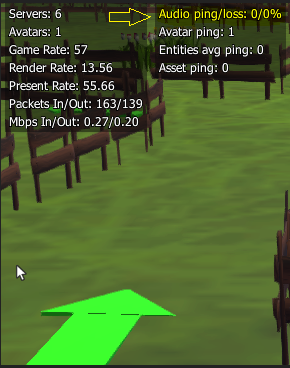 Servers: 6
Avatars: 1
Game Rate: 57
Render Rate: 13.56
Present Rate: 55.66
Packets In/Out: 163/139
Mbps In/Out: 0.27/0.20
Audio ping/loss: 0/0%
Avatar ping: 1
Entities avg ping: 0
Asset ping: 0